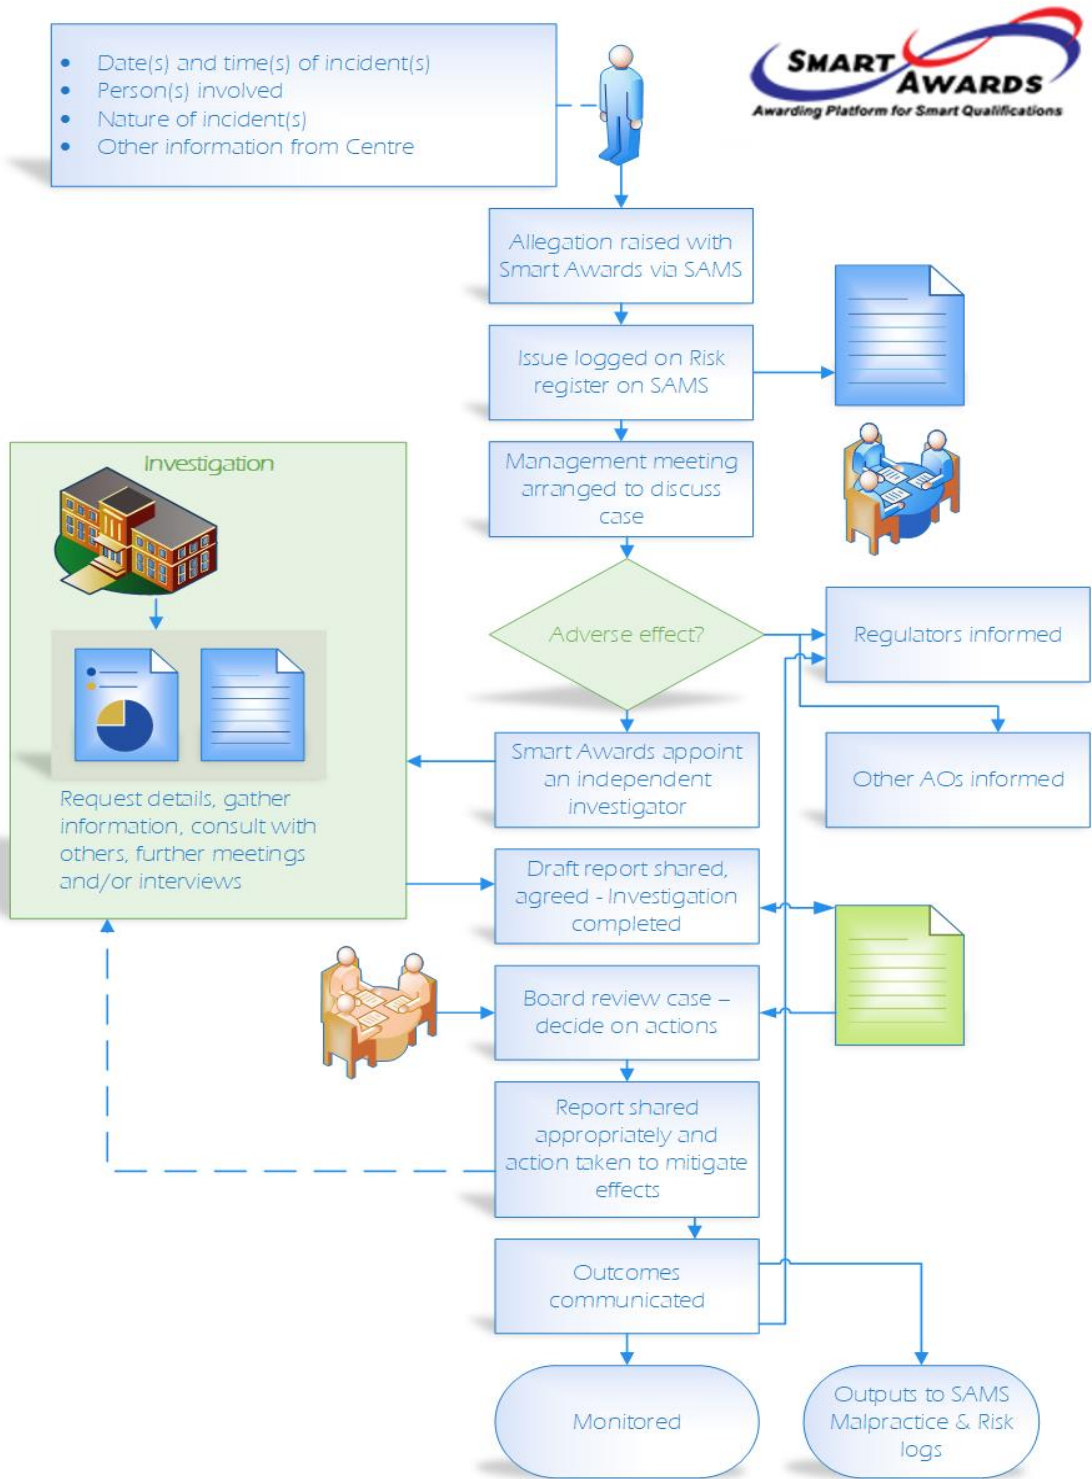 SMART
AWARDS
Awarding Platform for Smart Qualifications
• Date(s) and time(s) of incident(s)
• Person(s) involved
• Nature of incident(s)
• Other information from Centre
Allegation raised with
Smart Awards via SAMS
Issue logged on Risk
register on SAMS
Management meeting
arranged to discuss
case
Investigation
Adverse effect?
Regulators informed
Smart Awards appoint
an independent
investigator
Other AOs informed
Request details, gather
information, consult with
others, further meetings
and/or interviews
Draft report shared,
agreed - Investigation
completed
Board review case –
decide on actions
Report shared
appropriately and
action taken to mitigate
effects
Outcomes
communicated
Monitored
Outputs to SAMS
Malpractice & Risk
logs